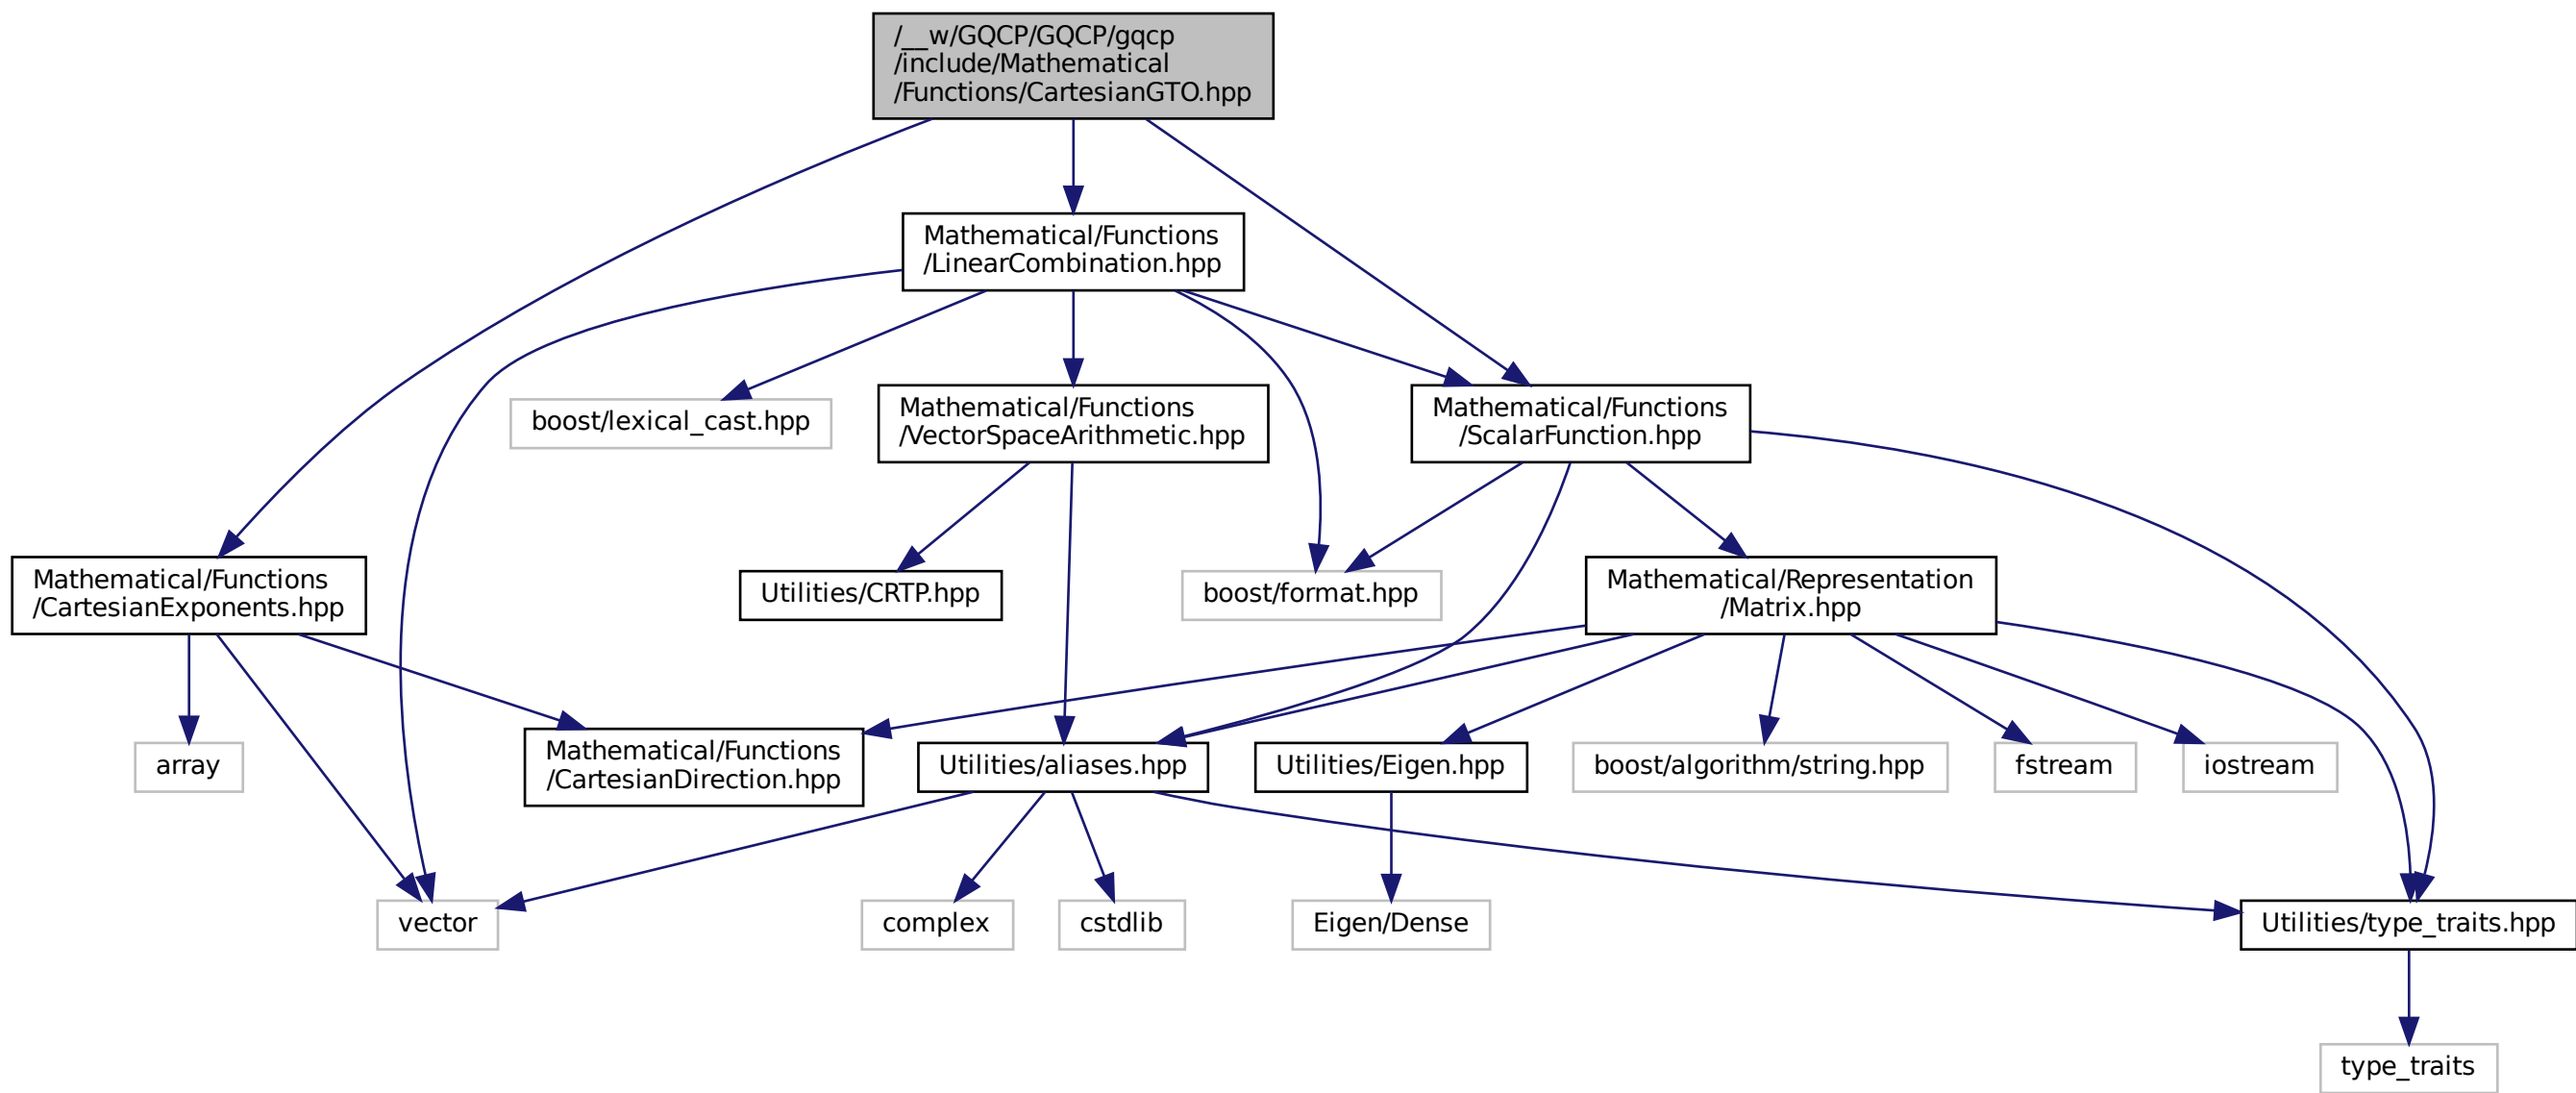 /__w/GQCP/GQCP/gqcp
/include/Mathematical
/Functions/CartesianGTO.hpp
Mathematical/Functions
/LinearCombination.hpp
boost/lexical_cast.hpp
Mathematical/Functions
/VectorSpaceArithmetic.hpp
Mathematical/Functions
/ScalarFunction.hpp
Mathematical/Functions
/CartesianExponents.hpp
Utilities/CRTP.hpp
boost/format.hpp
Mathematical/Representation
/Matrix.hpp
array
Mathematical/Functions
/CartesianDirection.hpp
Utilities/aliases.hpp
Utilities/Eigen.hpp
boost/algorithm/string.hpp
fstream
iostream
vector
complex
cstdlib
Eigen/Dense
Utilities/type_traits.hpp
type_traits